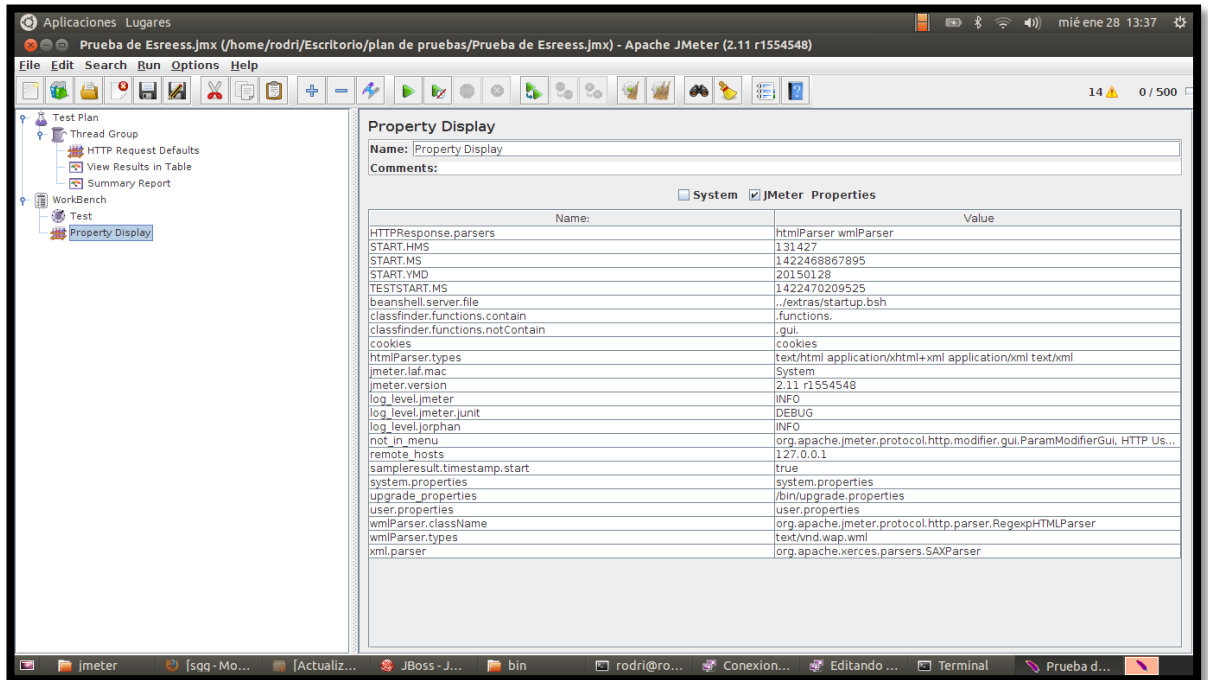 Aplicaciones Lugares mié ene 28 13:37
Prueba de Esreess.jmx (/home/rodri/Escritorio/plan de pruebas/Prueba de Esreess.jmx) - Apache JMeter (2.11 r1554548)
File Edit Search Run Options Help
14 0 / 500
Test Plan
Thread Group
HTTP Request Defaults
View Results in Table
Summary Report
WorkBench
Test
Property Display
Property Display
Name: Property Display
Comments:
System JMeter Properties
Name: Value
HTTPResponse.parsers htmlParser wmlParser
START.HMS 131427
START.MS 1422468867895
START.YMD 20150128
TESTSTART.MS 1422470209525
beanshell.server.file ../extras/startup.bsh
classfinder.functions.contain .functions.
classfinder.functions.notContain .gui.
cookies cookies
htmlParser.types text/html application/xhtml+xml application/xml text/xml
jmeter.laf.mac System
jmeter.version 2.11 r1554548
log_level.jmeter INFO
log_level.jmeter.junit DEBUG
log_level.jorphan INFO
not_in_menu org.apache.jmeter.protocol.http.modifier.gui.ParamModifierGui, HTTP Us...
remote_hosts 127.0.0.1
sampleresult.timestamp.start true
system.properties system.properties
upgrade_properties /bin/upgrade.properties
user.properties user.properties
wmlParser.className org.apache.jmeter.protocol.http.parser.RegexpHTMLParser
wmlParser.types text/vnd.wap.wml
xml.parser org.apache.xerces.parsers.SAXParser
jmeter [sgg - Mo... [Actualiz... JBoss - J... bin rodri@ro... Conexion... Editando ... Terminal Prueba d...